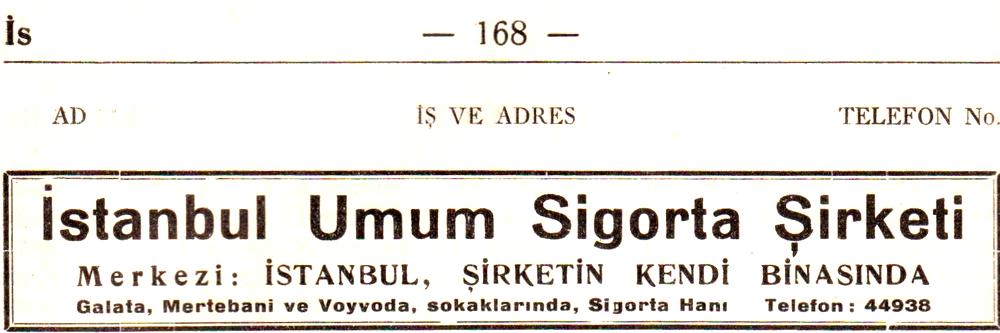 İs — 168 —
AD İŞ VE ADRES TELEFON No.
İstanbul Umum Sigorta Şirketi
Merkezi: İSTANBUL, ŞİRKETİN KENDİ BİNASINDA
Galata, Mertebani ve Voyvoda, sokaklarında, Sigorta Hanı Telefon: 44938